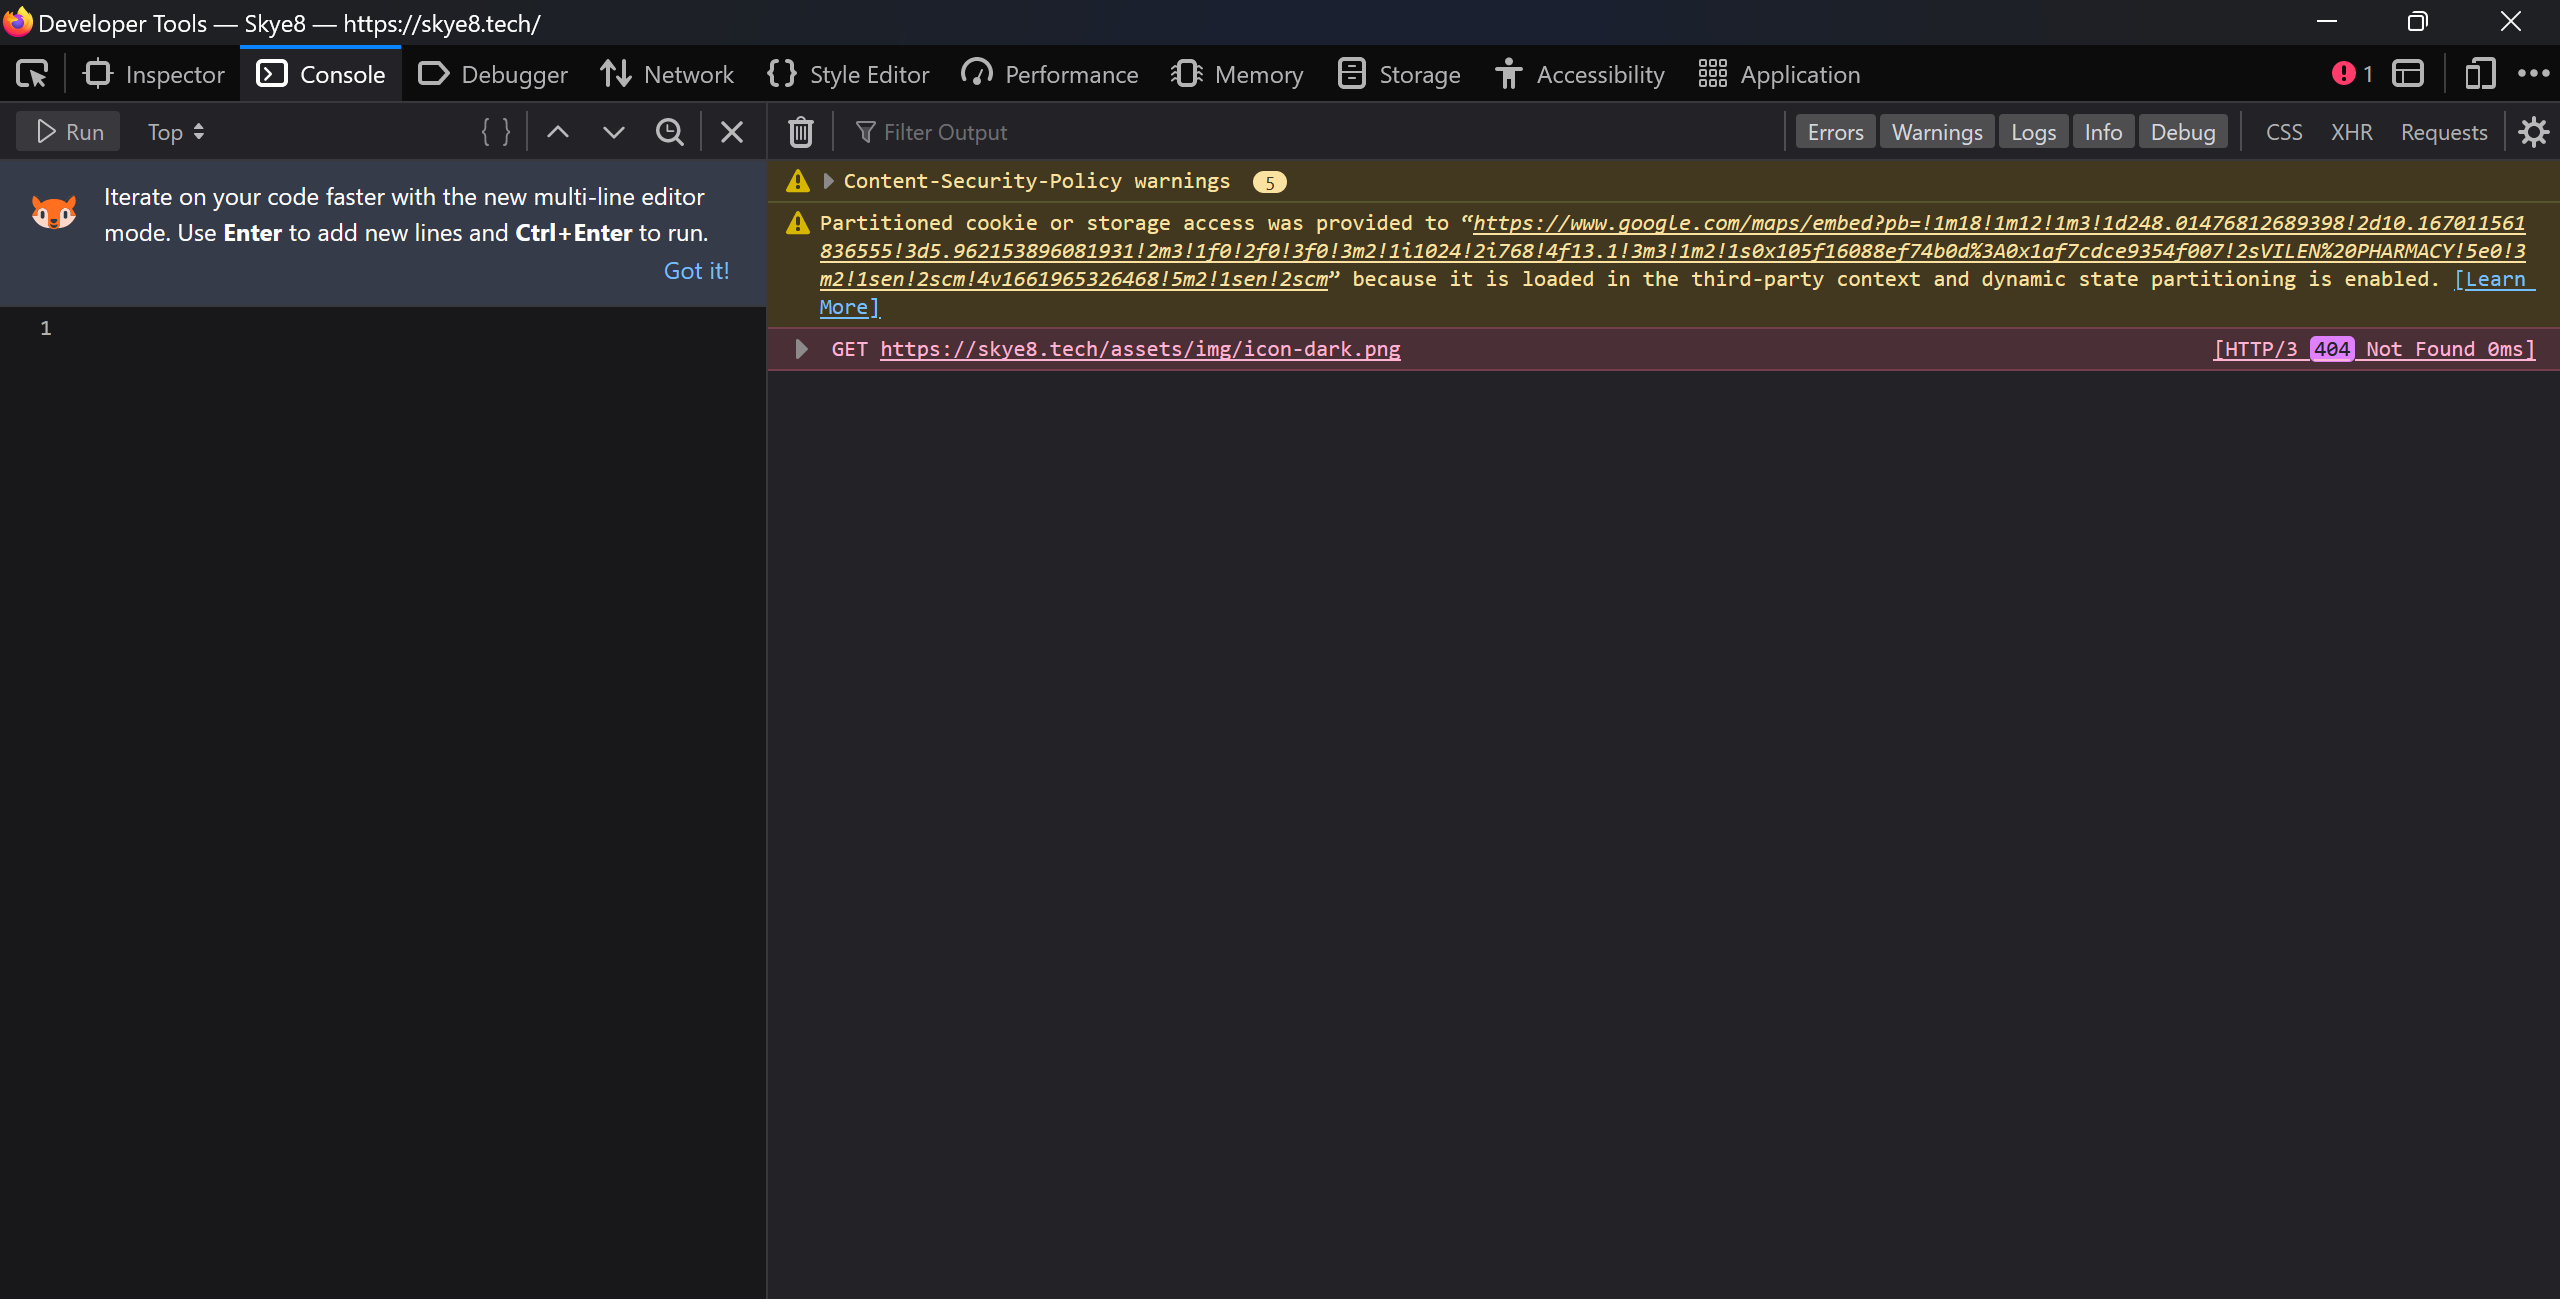 Developer Tools — Skye8 — https://skye8.tech/
Inspector Console Debugger Network Style Editor Performance Memory Storage Accessibility Application 1
Run Top Filter Output Errors Warnings Logs Info Debug CSS XHR Requests
Iterate on your code faster with the new multi-line editor
mode. Use Enter to add new lines and Ctrl+Enter to run.
Got it!
1
Content-Security-Policy warnings 5
Partitioned cookie or storage access was provided to “https://www.google.com/maps/embed?pb=!1m18!1m12!1m3!1d248.01476812689398!2d10.167011561
836555!3d5.962153896081931!2m3!1f0!2f0!3f0!3m2!1i1024!2i768!4f13.1!3m3!1m2!1s0x105f16088ef74b0d%3A0x1af7cdce9354f007!2sVILEN%20PHARMACY!5e0!3
m2!1sen!2scm!4v1661965326468!5m2!1sen!2scm” because it is loaded in the third-party context and dynamic state partitioning is enabled. [Learn
More]
GET https://skye8.tech/assets/img/icon-dark.png [HTTP/3 404 Not Found 0ms]